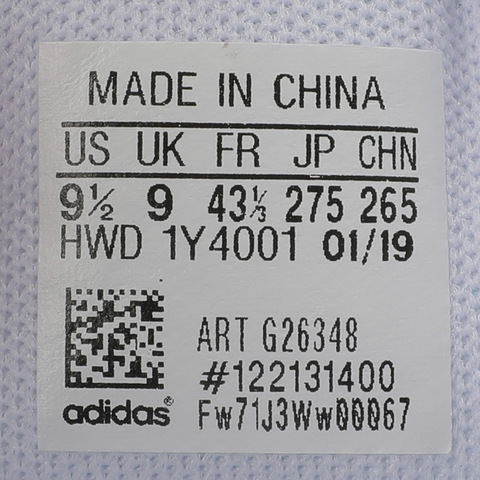 MADE IN CHINA
US UK FR JP CHN
9½ 9 43⅓ 275 265
HWD 1Y4001 01/19
ART G26348
#122131400
adidas®
Fw71J3Ww00067